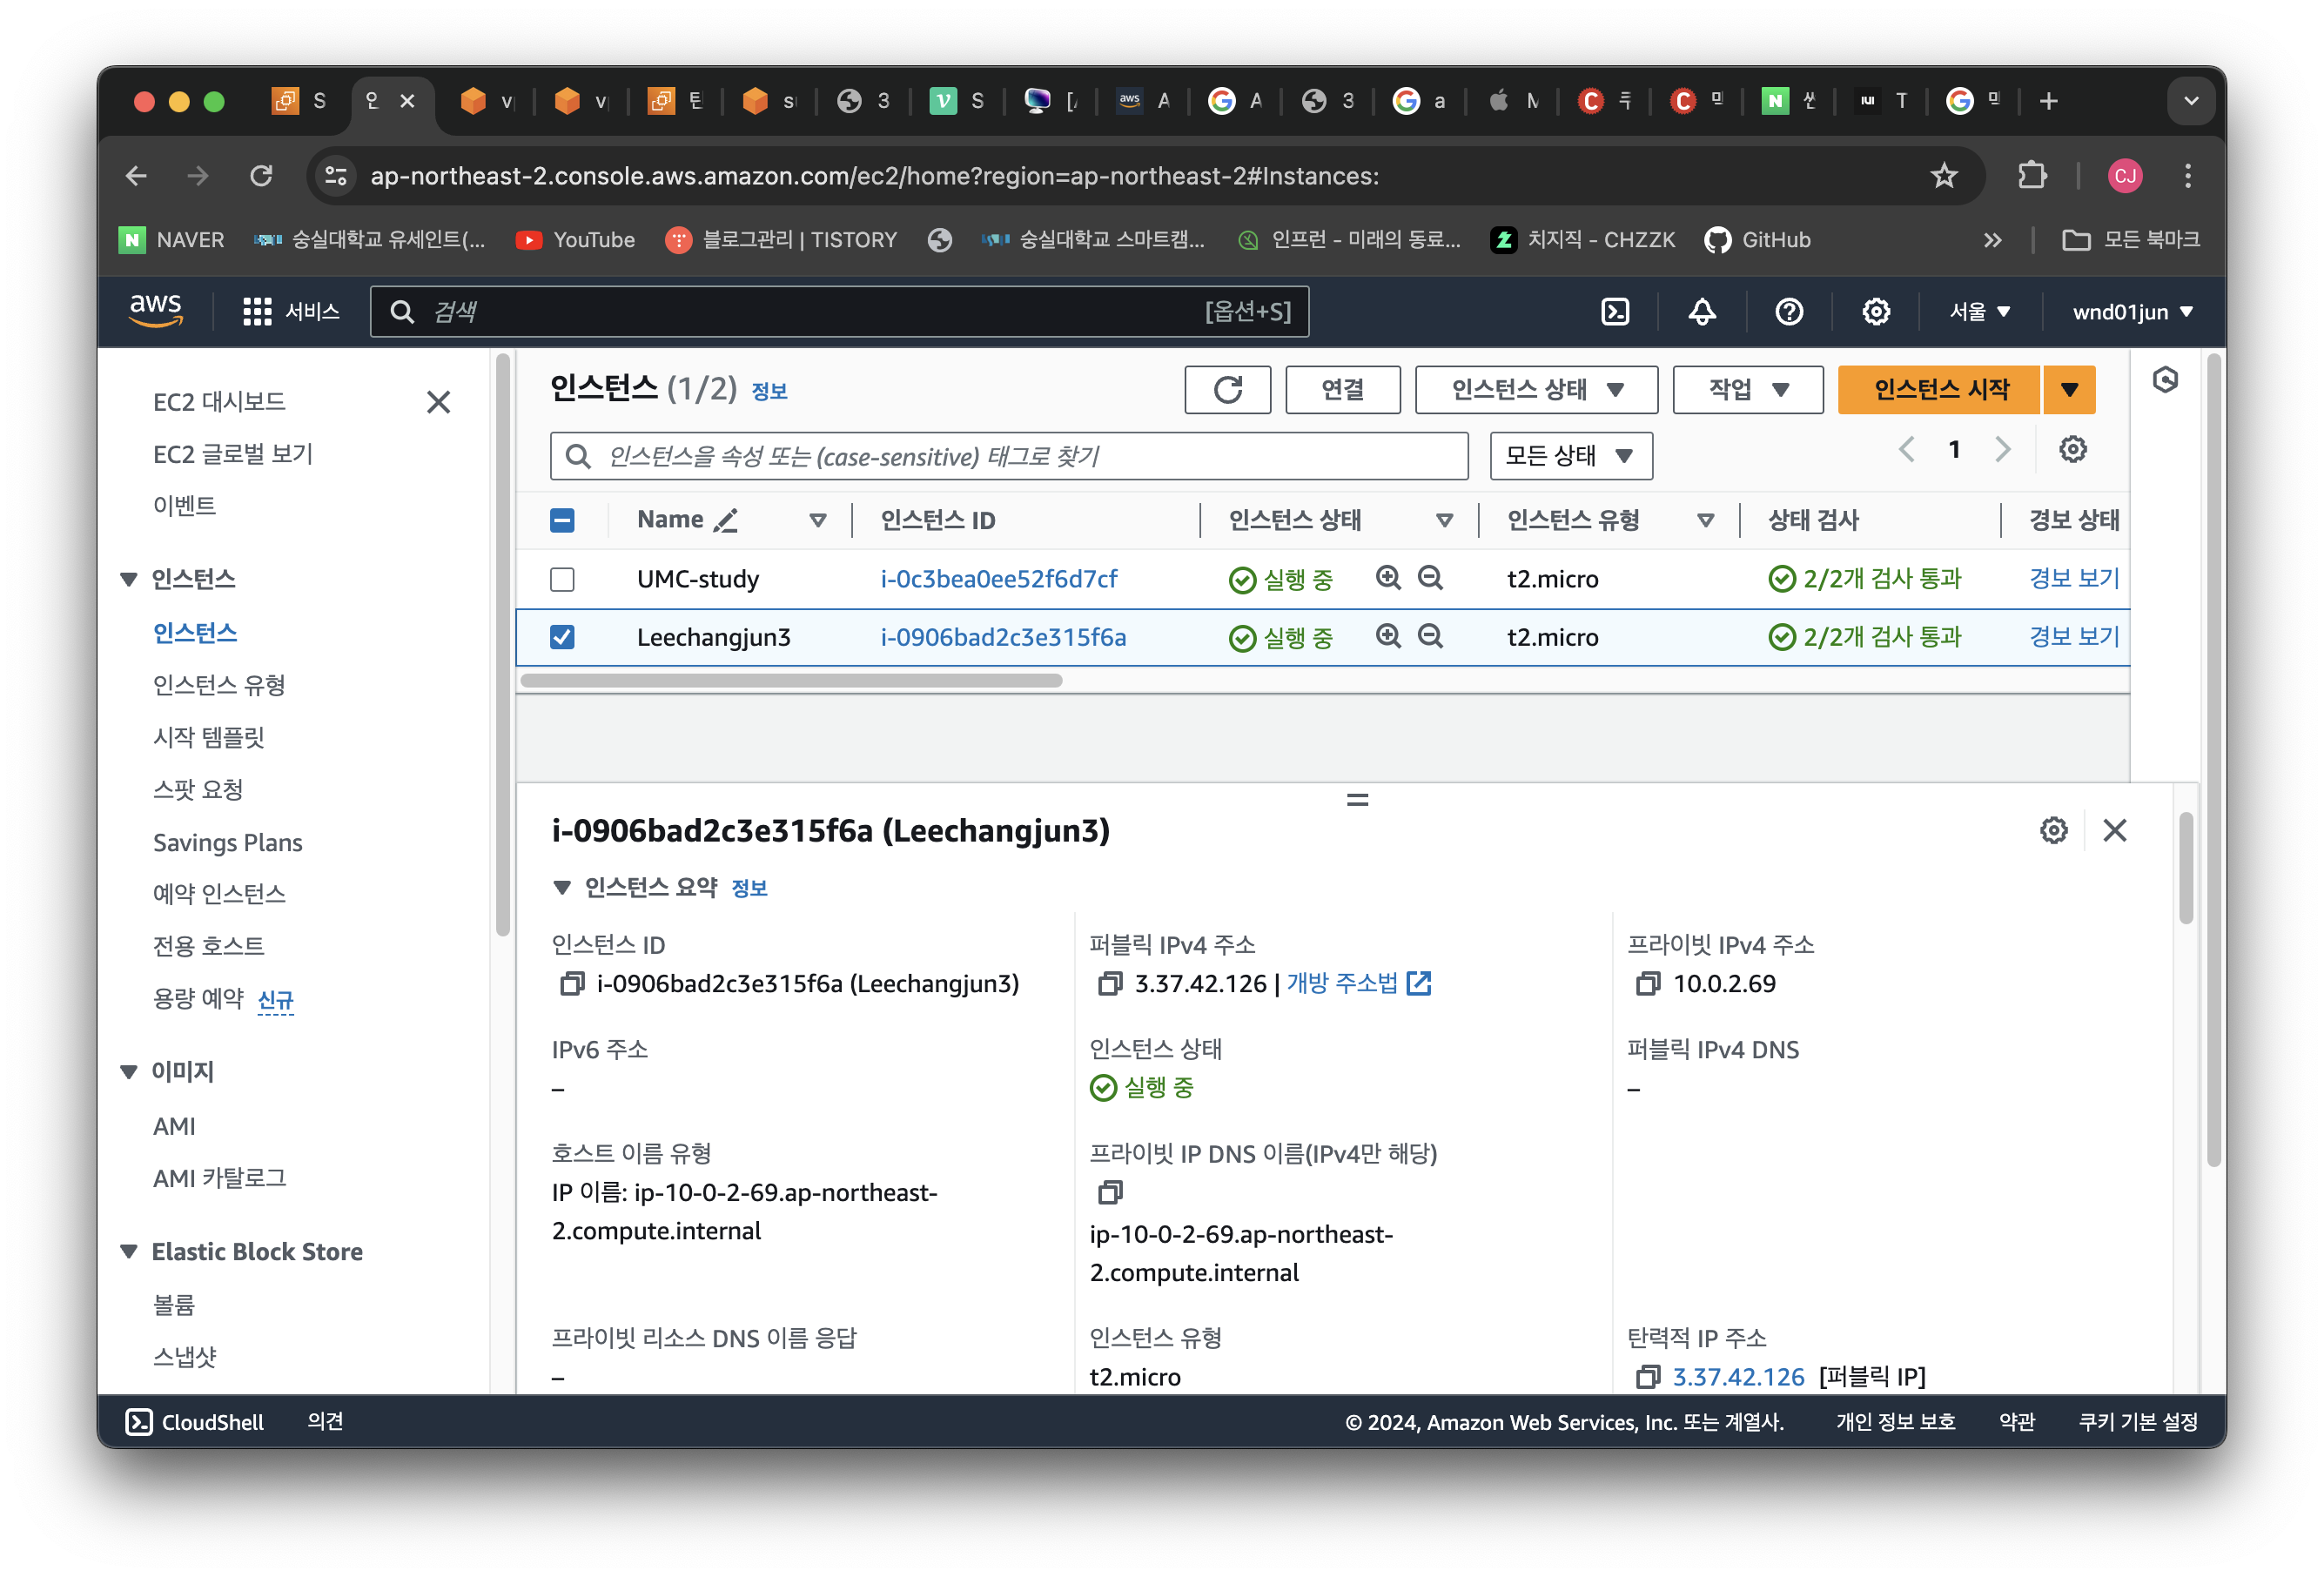 S
인
v
v
탄
s
3
S
[
A
A
3
a
N
ㅜ
T
ap-northeast-2.console.aws.amazon.com/ec2/home?region=ap-northeast-2#Instances:
CJ
NAVER
숭실대학교 유세인트(...
YouTube
블로그관리 | TISTORY
숭실대학교 스마트캠...
인프런 - 미래의 동료...
치지직 - CHZZK
GitHub
모든 북마크
aws
서비스
검색
[옵션+S]
서울
wnd01jun
EC2 대시보드
EC2 글로벌 보기
이벤트
인스턴스
인스턴스
인스턴스 유형
시작 템플릿
스팟 요청
Savings Plans
예약 인스턴스
전용 호스트
용량 예약 신규
이미지
AMI
AMI 카탈로그
Elastic Block Store
볼륨
스냅샷
인스턴스 (1/2) 정보
연결
인스턴스 상태
작업
인스턴스 시작
인스턴스을 속성 또는 (case-sensitive) 태그로 찾기
모든 상태
1
Name 인스턴스 ID 인스턴스 상태 인스턴스 유형 상태 검사 경보 상태
UMC-study i-0c3bea0ee52f6d7cf 실행 중 t2.micro 2/2개 검사 통과 경보 보기
Leechangjun3 i-0906bad2c3e315f6a 실행 중 t2.micro 2/2개 검사 통과 경보 보기
i-0906bad2c3e315f6a (Leechangjun3)
인스턴스 요약 정보
인스턴스 ID
i-0906bad2c3e315f6a (Leechangjun3)
퍼블릭 IPv4 주소
3.37.42.126 | 개방 주소법
프라이빗 IPv4 주소
10.0.2.69
IPv6 주소
–
인스턴스 상태
실행 중
퍼블릭 IPv4 DNS
–
호스트 이름 유형
IP 이름: ip-10-0-2-69.ap-northeast-
2.compute.internal
프라이빗 IP DNS 이름(IPv4만 해당)
ip-10-0-2-69.ap-northeast-
2.compute.internal
프라이빗 리소스 DNS 이름 응답
–
인스턴스 유형
t2.micro
탄력적 IP 주소
3.37.42.126 [퍼블릭 IP]
CloudShell
의견
© 2024, Amazon Web Services, Inc. 또는 계열사.
개인 정보 보호
약관
쿠키 기본 설정